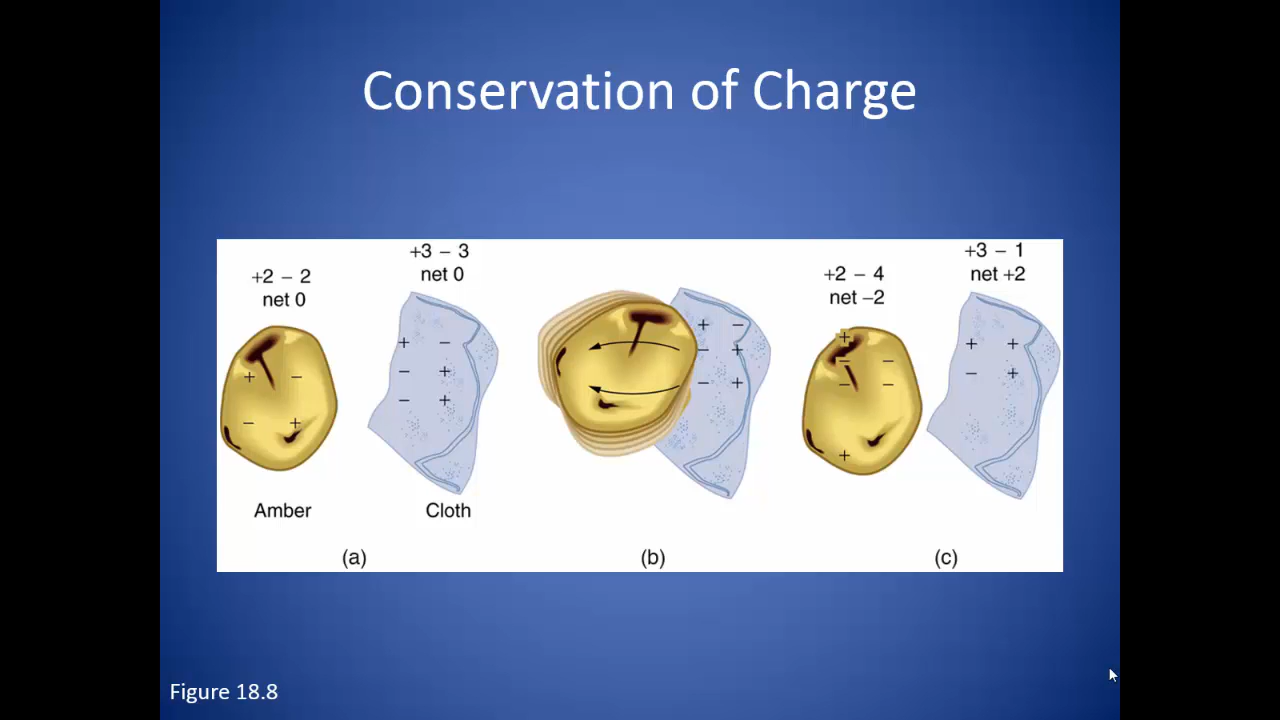 Conservation of Charge
+2 − 2
net 0
+3 − 3
net 0
+ −
− +
+ −
− +
− +
Amber
Cloth
(a)
+ −
− +
− +
(b)
+2 − 4
net −2
+3 − 1
net +2
+
− −
− −
+
+ +
− +
(c)
Figure 18.8